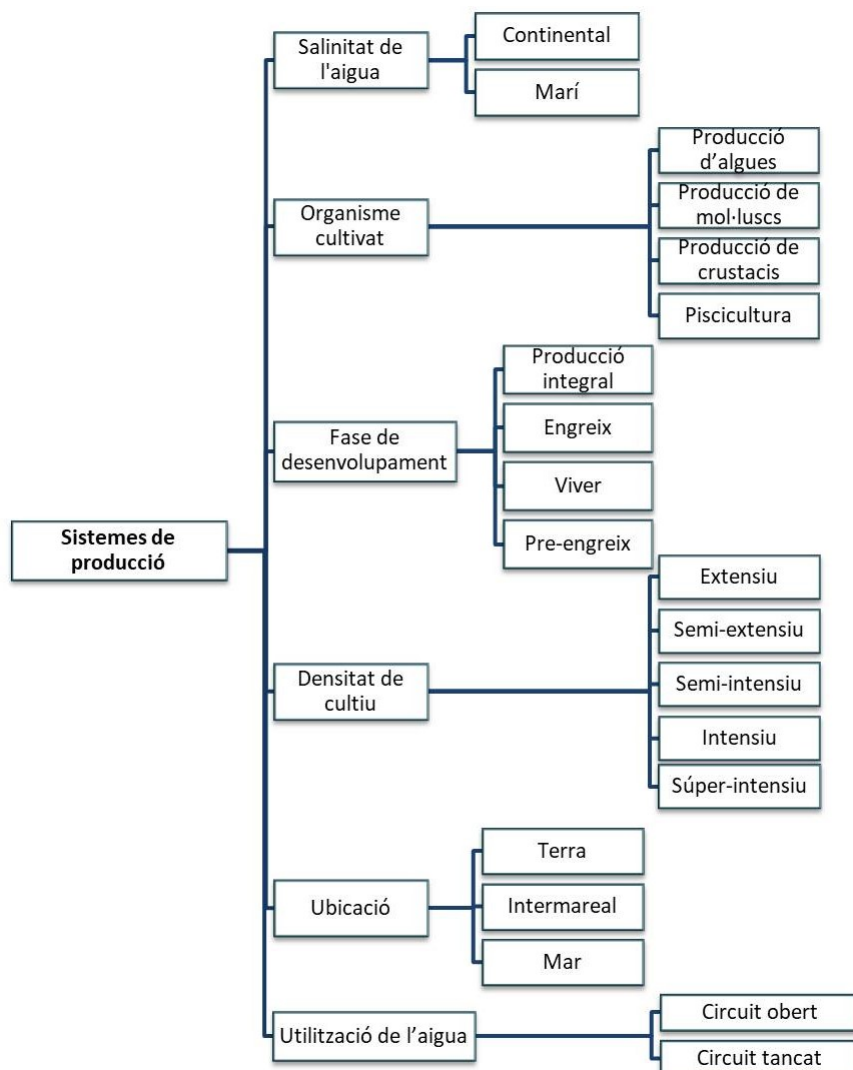 Sistemes de
producció
Salinitat de
l'aigua
Continental
Marí
Organisme
cultivat
Producció
d’algues
Producció de
mol·luscs
Producció de
crustacis
Piscicultura
Fase de
desenvolupament
Producció
integral
Engreix
Viver
Pre-engreix
Densitat de
cultiu
Extensiu
Semi-extensiu
Semi-intensiu
Intensiu
Súper-intensiu
Ubicació
Terra
Intermareal
Mar
Utilització de l’aigua
Circuit obert
Circuit tancat